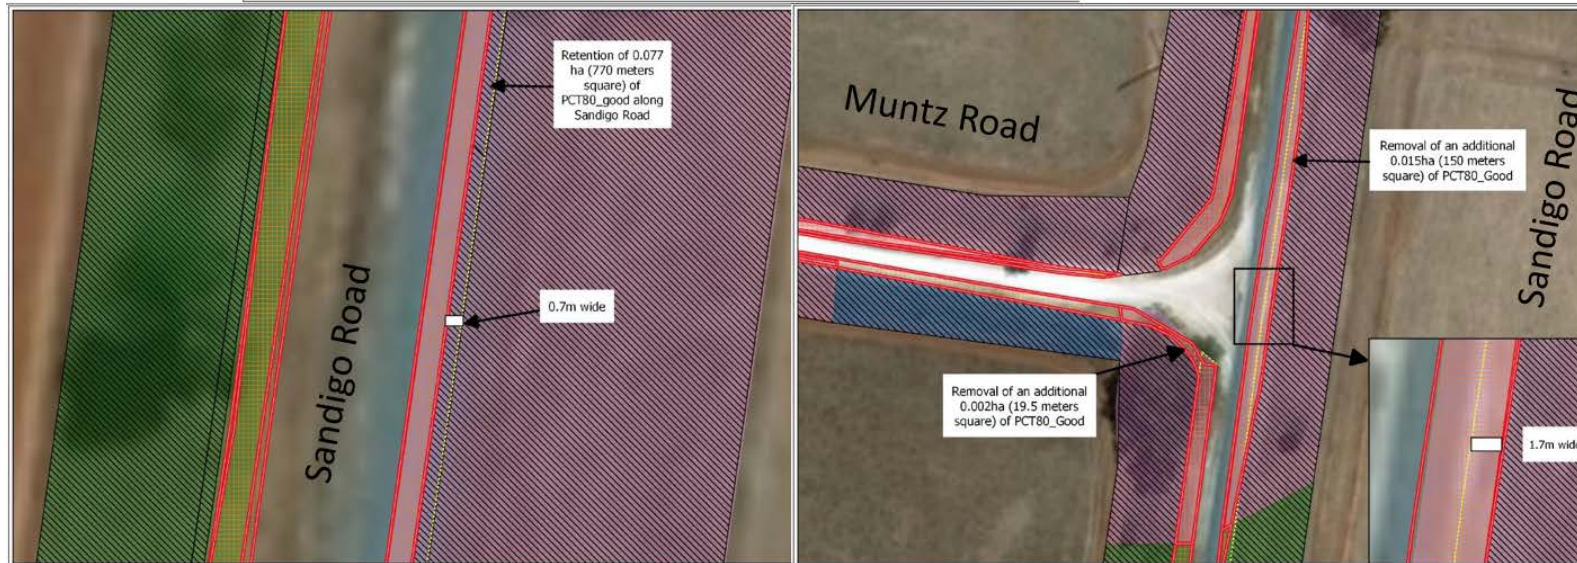 Retention of 0.077
ha (770 meters
square) of
PCT80_good along
Sandigo Road
0.7m wide
Sandigo Road
Muntz Road
Removal of an additional
0.015ha (150 meters
square) of PCT80_Good
Sandigo Road
Removal of an additional
0.002ha (19.5 meters
square) of PCT80_Good
1.7m wide